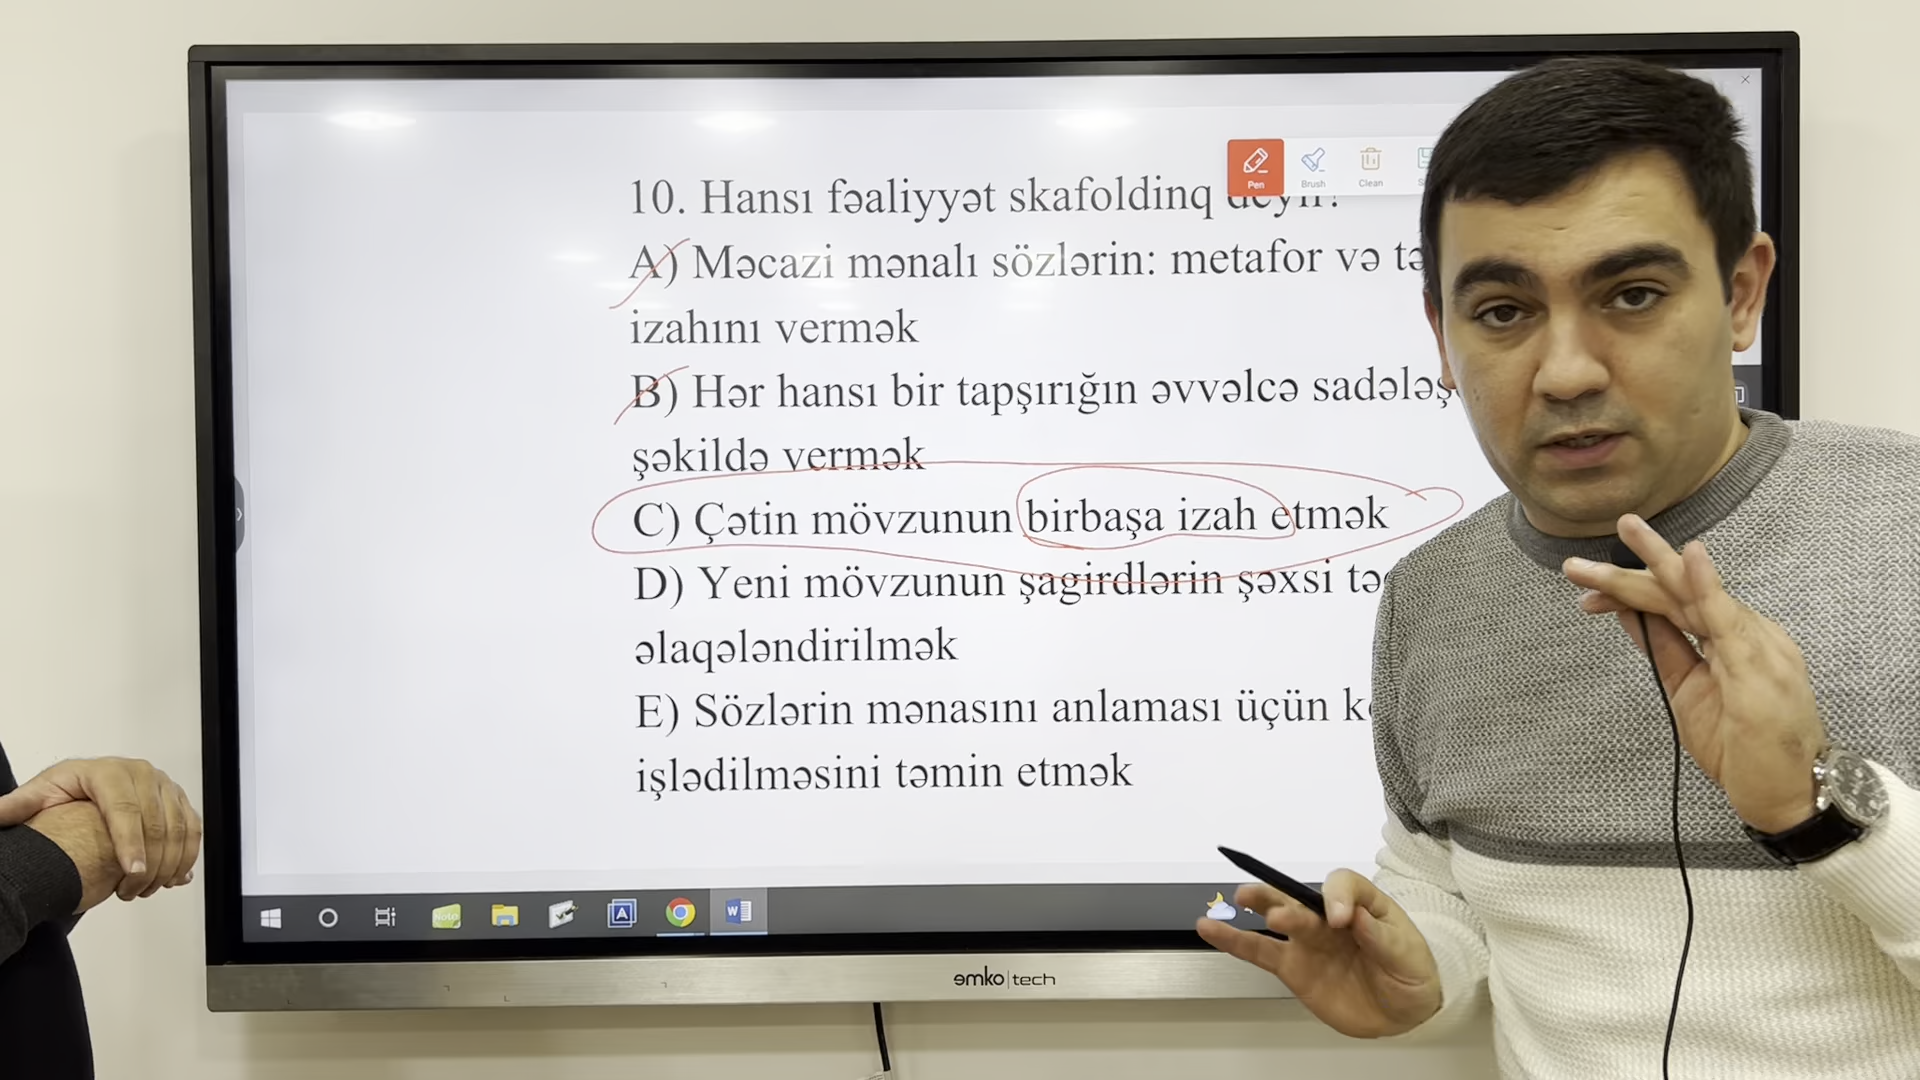 10. Hansı fəaliyyət skafoldinq
Pen Brush Clean
A) Məcazi mənalı sözlərin: metafor və
izahını vermək
B) Hər hansı bir tapşırığın əvvəlcə
şəkildə vermək
C) Çətin mövzunun birbaşa izah etmək
D) Yeni mövzunun şagirdlərin şəxsi
əlaqələndirilmək
E) Sözlərin mənasını anlaması üçün
işlədilməsini təmin etmək
əmko tech